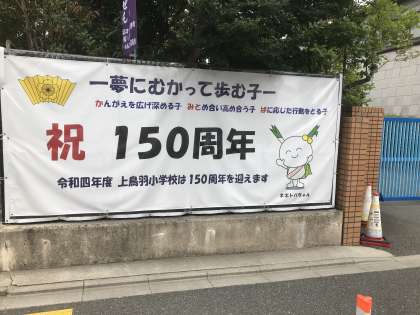 一夢にむかって歩む子一
かんがえを広げ深める子 みとめ合い高め合う子 ばに応じた行動をとる子
祝 150周年
令和四年度 上鳥羽小学校は150周年を迎えます